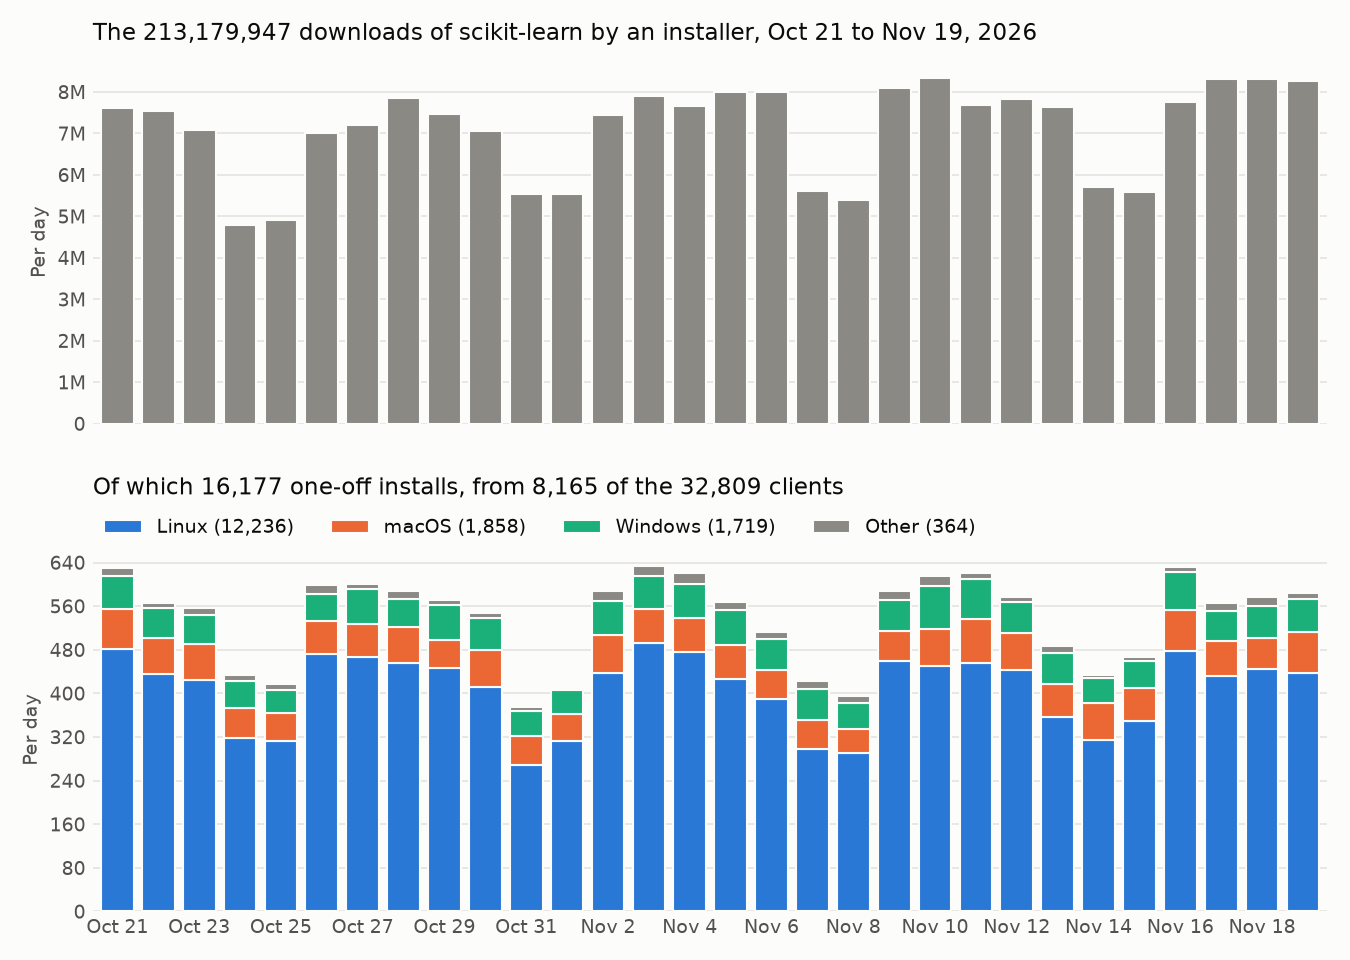 The 213,179,947 downloads of scikit-learn by an installer, Oct 21 to Nov 19, 2026
Per day
8M
7M
6M
5M
4M
3M
2M
1M
0
Of which 16,177 one-off installs, from 8,165 of the 32,809 clients
Linux (12,236) macOS (1,858) Windows (1,719) Other (364)
Per day
640
560
480
400
320
240
160
80
0
Oct 21 Oct 23 Oct 25 Oct 27 Oct 29 Oct 31 Nov 2 Nov 4 Nov 6 Nov 8 Nov 10 Nov 12 Nov 14 Nov 16 Nov 18